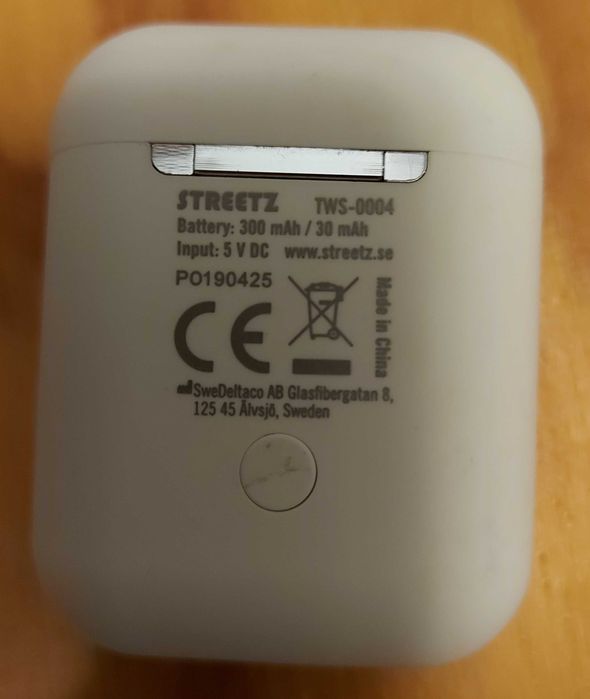 STREETZ TWS-0004
Battery: 300 mAh / 30 mAh
Input: 5 V DC www.streetz.se
PO190425
CE
Made in China
SweDeltaco AB Glasfibergatan 8,
125 45 Älvsjö, Sweden